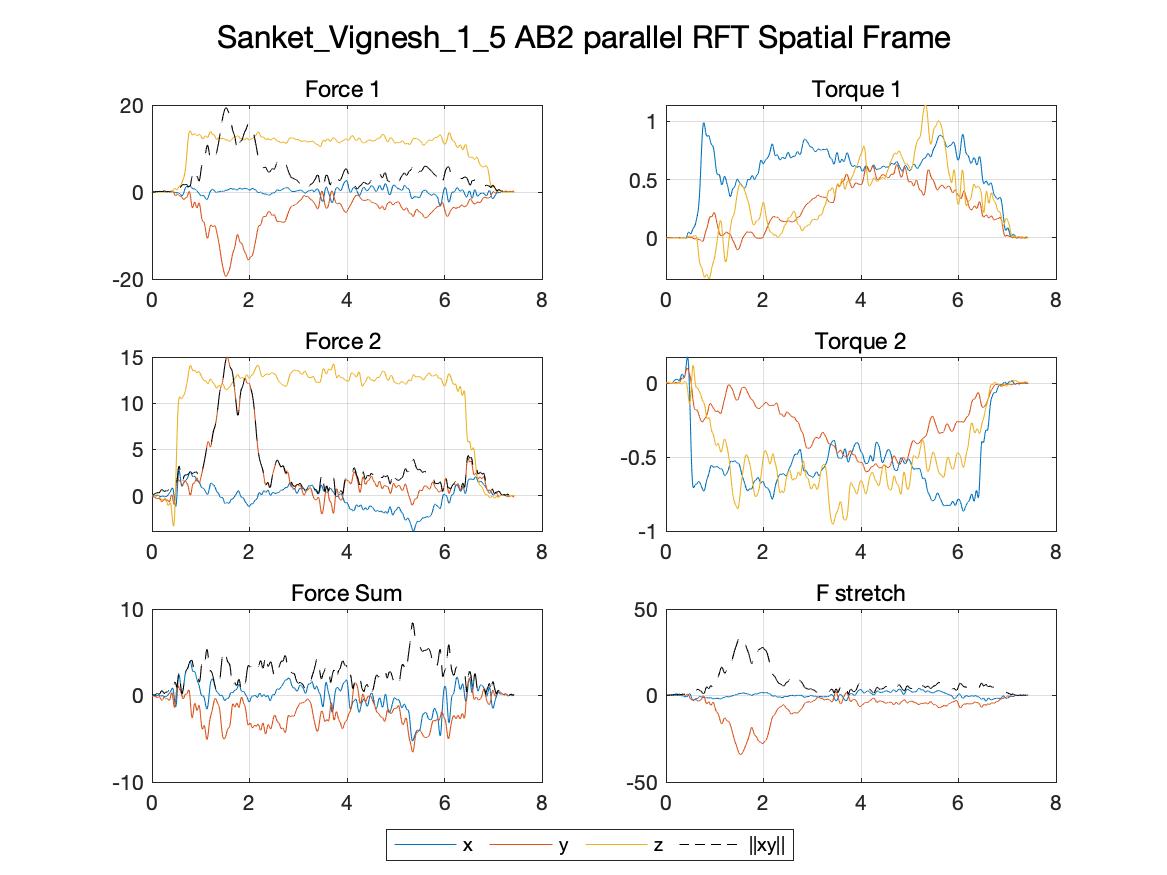 Sanket_Vignesh_1_5 AB2 parallel RFT Spatial Frame
Force 1
20
0
-20
0 2 4 6 8
Torque 1
1
0.5
0
0 2 4 6 8
Force 2
15
10
5
0
0 2 4 6 8
Torque 2
0
-0.5
-1
0 2 4 6 8
Force Sum
10
0
-10
0 2 4 6 8
F stretch
50
0
-50
0 2 4 6 8
x y z ||xy||